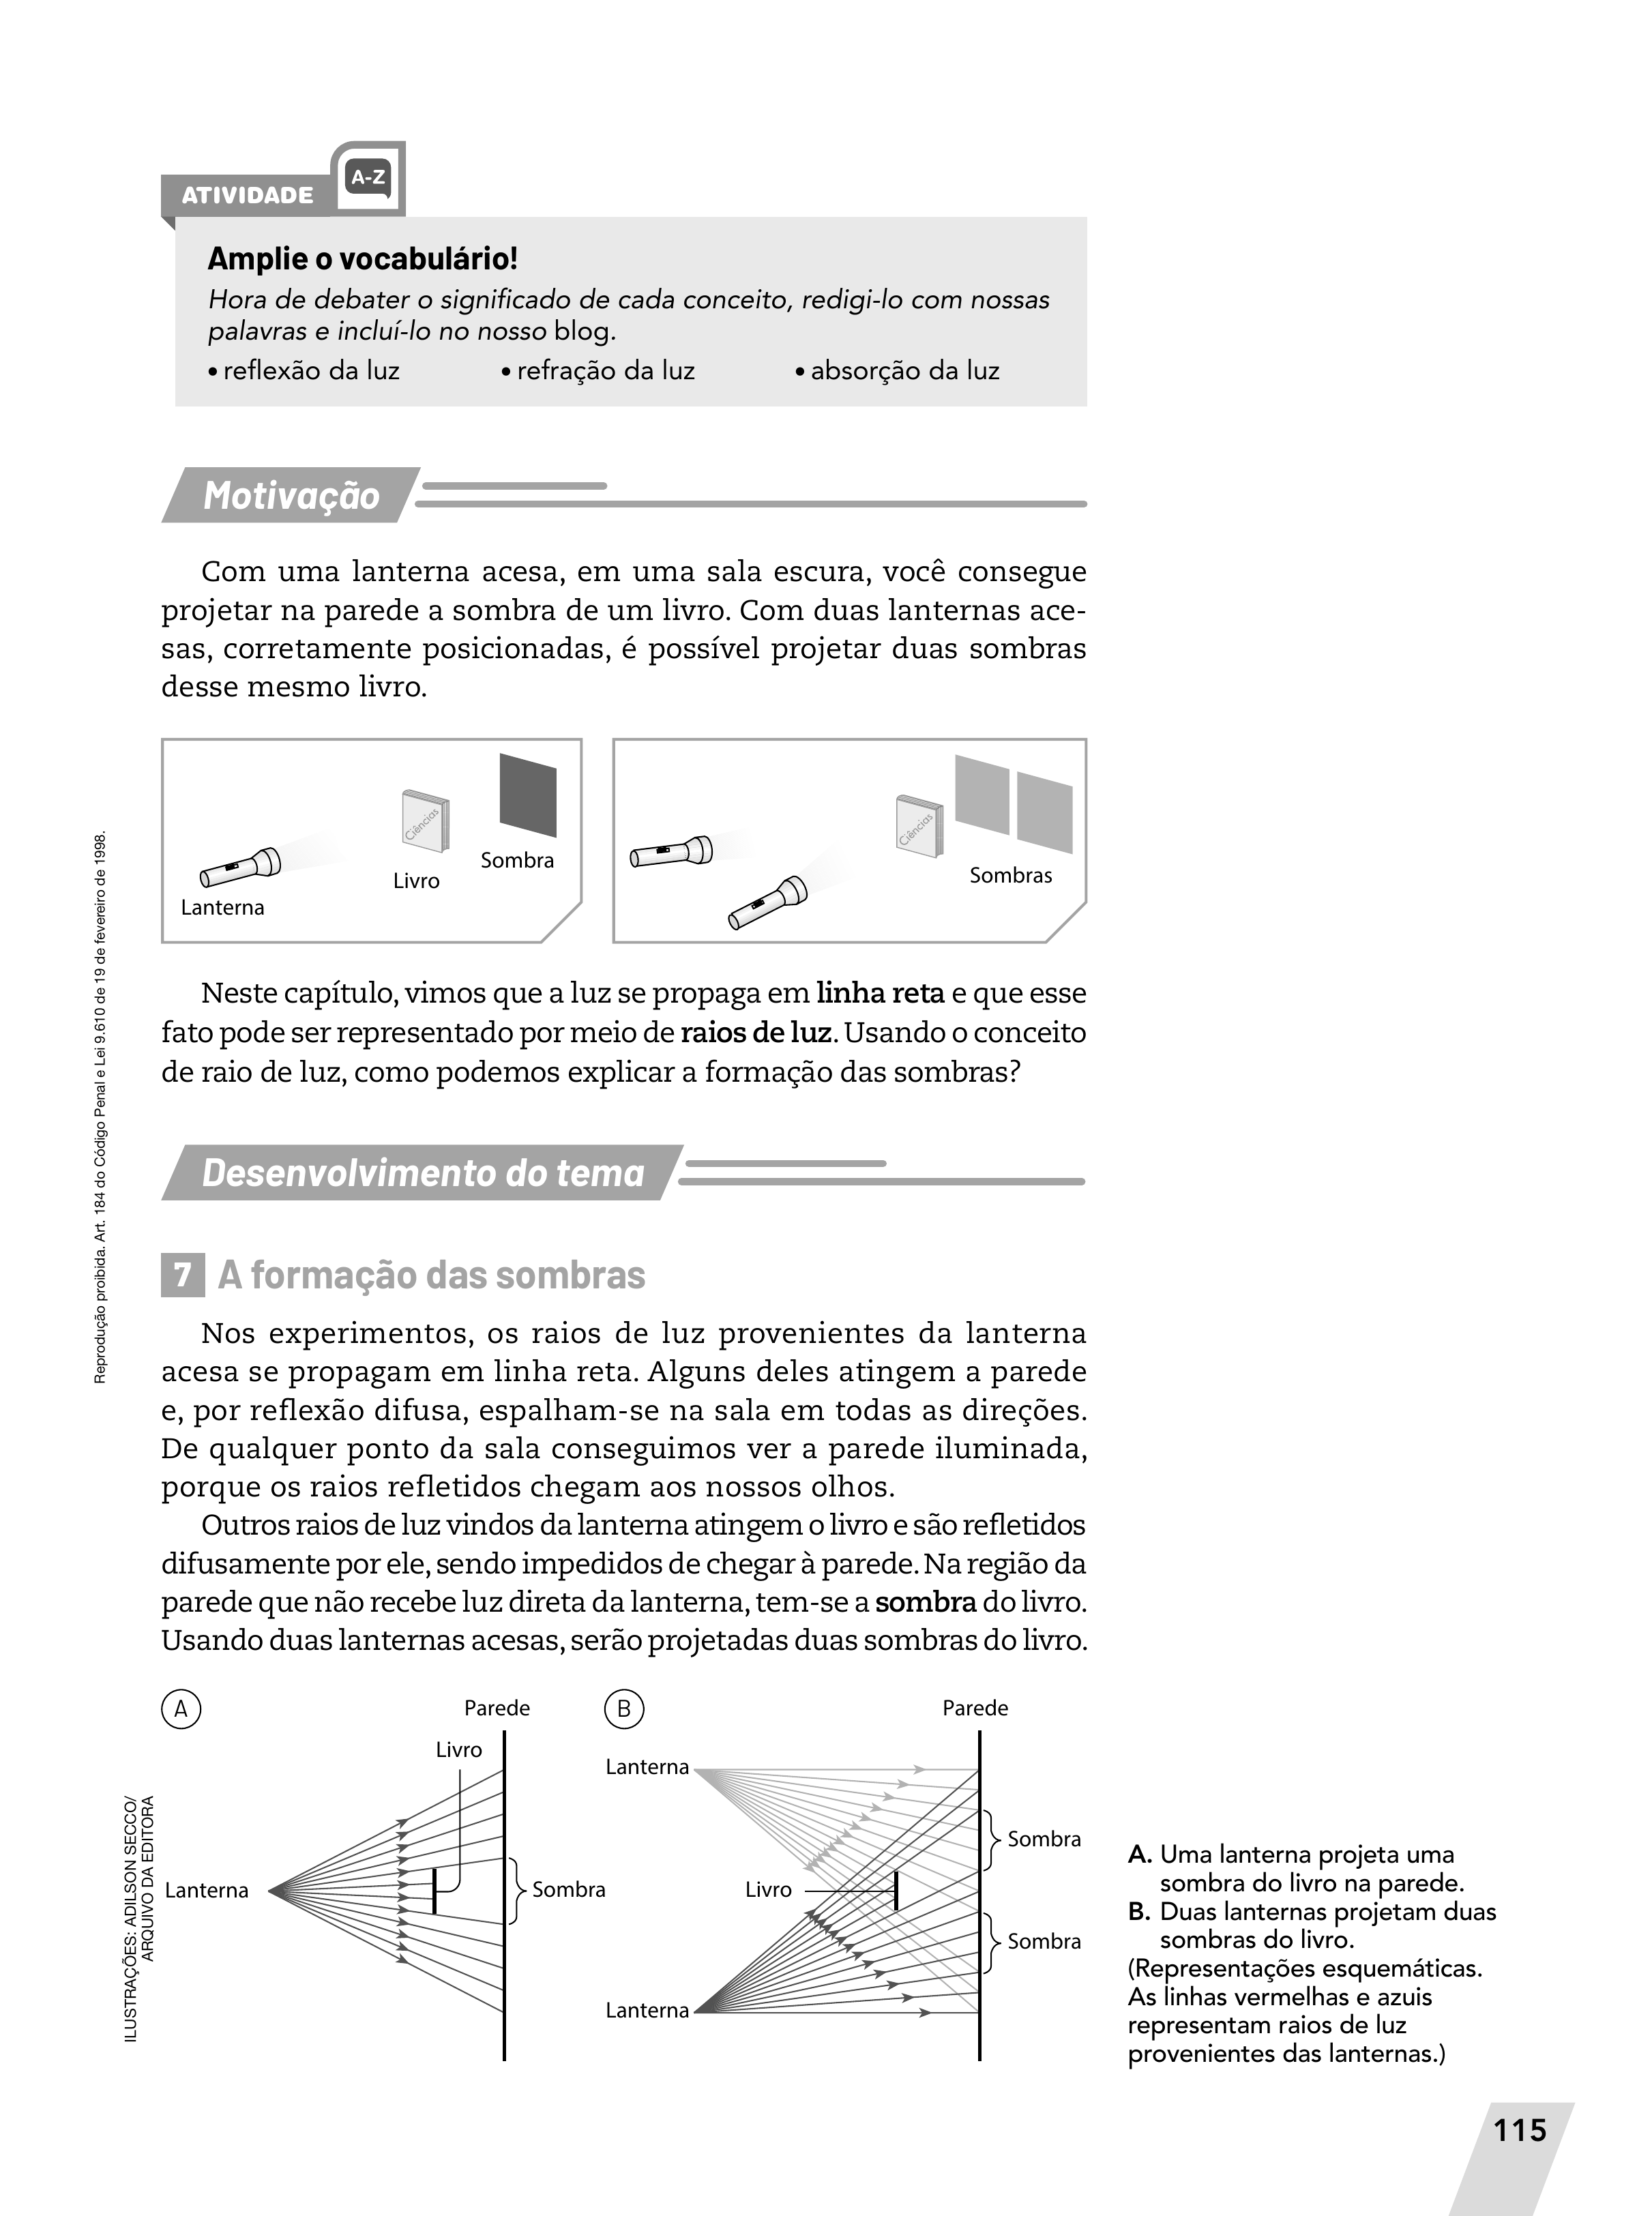 ATIVIDADE
A-Z
Amplie o vocabulário!
Hora de debater o significado de cada conceito, redigi-lo com nossas
palavras e incluí-lo no nosso blog.
• reflexão da luz • refração da luz • absorção da luz
Motivação
Com uma lanterna acesa, em uma sala escura, você consegue
projetar na parede a sombra de um livro. Com duas lanternas ace-
sas, corretamente posicionadas, é possível projetar duas sombras
desse mesmo livro.
Ciências
Sombra
Livro
Lanterna
Ciências
Sombras
Neste capítulo, vimos que a luz se propaga em linha reta e que esse
fato pode ser representado por meio de raios de luz. Usando o conceito
de raio de luz, como podemos explicar a formação das sombras?
Desenvolvimento do tema
7 A formação das sombras
Nos experimentos, os raios de luz provenientes da lanterna
acesa se propagam em linha reta. Alguns deles atingem a parede
e, por reflexão difusa, espalham-se na sala em todas as direções.
De qualquer ponto da sala conseguimos ver a parede iluminada,
porque os raios refletidos chegam aos nossos olhos.
Outros raios de luz vindos da lanterna atingem o livro e são refletidos
difusamente por ele, sendo impedidos de chegar à parede. Na região da
parede que não recebe luz direta da lanterna, tem-se a sombra do livro.
Usando duas lanternas acesas, serão projetadas duas sombras do livro.
A
Parede
Livro
Lanterna
Sombra
B
Parede
Lanterna
Sombra
Livro
Sombra
Lanterna
A. Uma lanterna projeta uma
sombra do livro na parede.
B. Duas lanternas projetam duas
sombras do livro.
(Representações esquemáticas.
As linhas vermelhas e azuis
representam raios de luz
provenientes das lanternas.)
Reprodução proibida. Art. 184 do Código Penal e Lei 9.610 de 19 de fevereiro de 1998.
ILUSTRAÇÕES: ADILSON SECCO/
ARQUIVO DA EDITORA
115